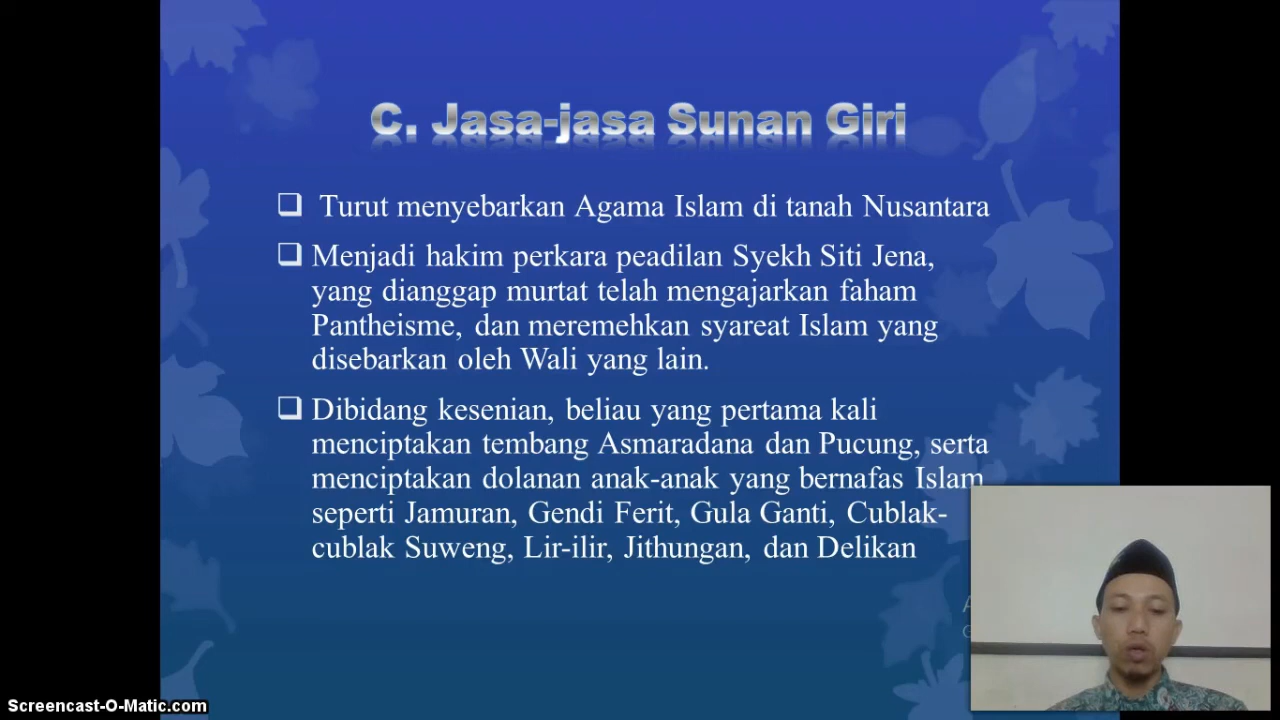 C. Jasa-jasa Sunan Giri
Turut menyebarkan Agama Islam di tanah Nusantara
Menjadi hakim perkara peadilan Syekh Siti Jena,
yang dianggap murtat telah mengajarkan faham
Pantheisme, dan meremehkan syareat Islam yang
disebarkan oleh Wali yang lain.
Dibidang kesenian, beliau yang pertama kali
menciptakan tembang Asmaradana dan Pucung, serta
menciptakan dolanan anak-anak yang bernafas Islam
seperti Jamuran, Gendi Ferit, Gula Ganti, Cublak-
cublak Suweng, Lir-ilir, Jithungan, dan Delikan
Screencast-O-Matic.com